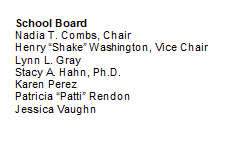 School Board
Nadia T. Combs, Chair
Henry “Shake” Washington, Vice Chair
Lynn L. Gray
Stacy A. Hahn, Ph.D.
Karen Perez
Patricia “Patti” Rendon
Jessica Vaughn